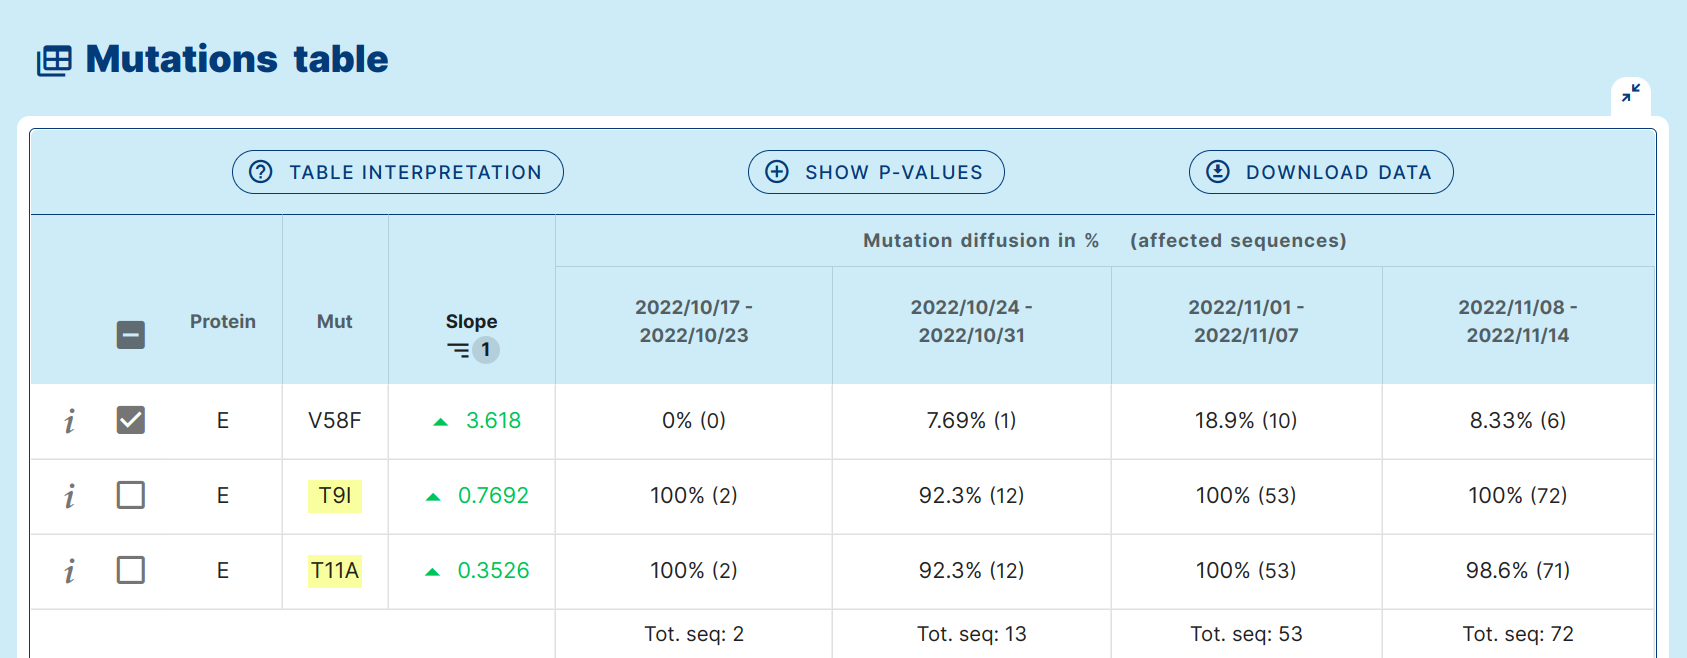 Mutations table
TABLE INTERPRETATION SHOW P-VALUES DOWNLOAD DATA
Mutation diffusion in % (affected sequences)
Protein Mut Slope 1
2022/10/17 - 2022/10/23
2022/10/24 - 2022/10/31
2022/11/01 - 2022/11/07
2022/11/08 - 2022/11/14
i E V58F 3.618 0% (0) 7.69% (1) 18.9% (10) 8.33% (6)
i E T9I 0.7692 100% (2) 92.3% (12) 100% (53) 100% (72)
i E T11A 0.3526 100% (2) 92.3% (12) 100% (53) 98.6% (71)
Tot. seq: 2 Tot. seq: 13 Tot. seq: 53 Tot. seq: 72